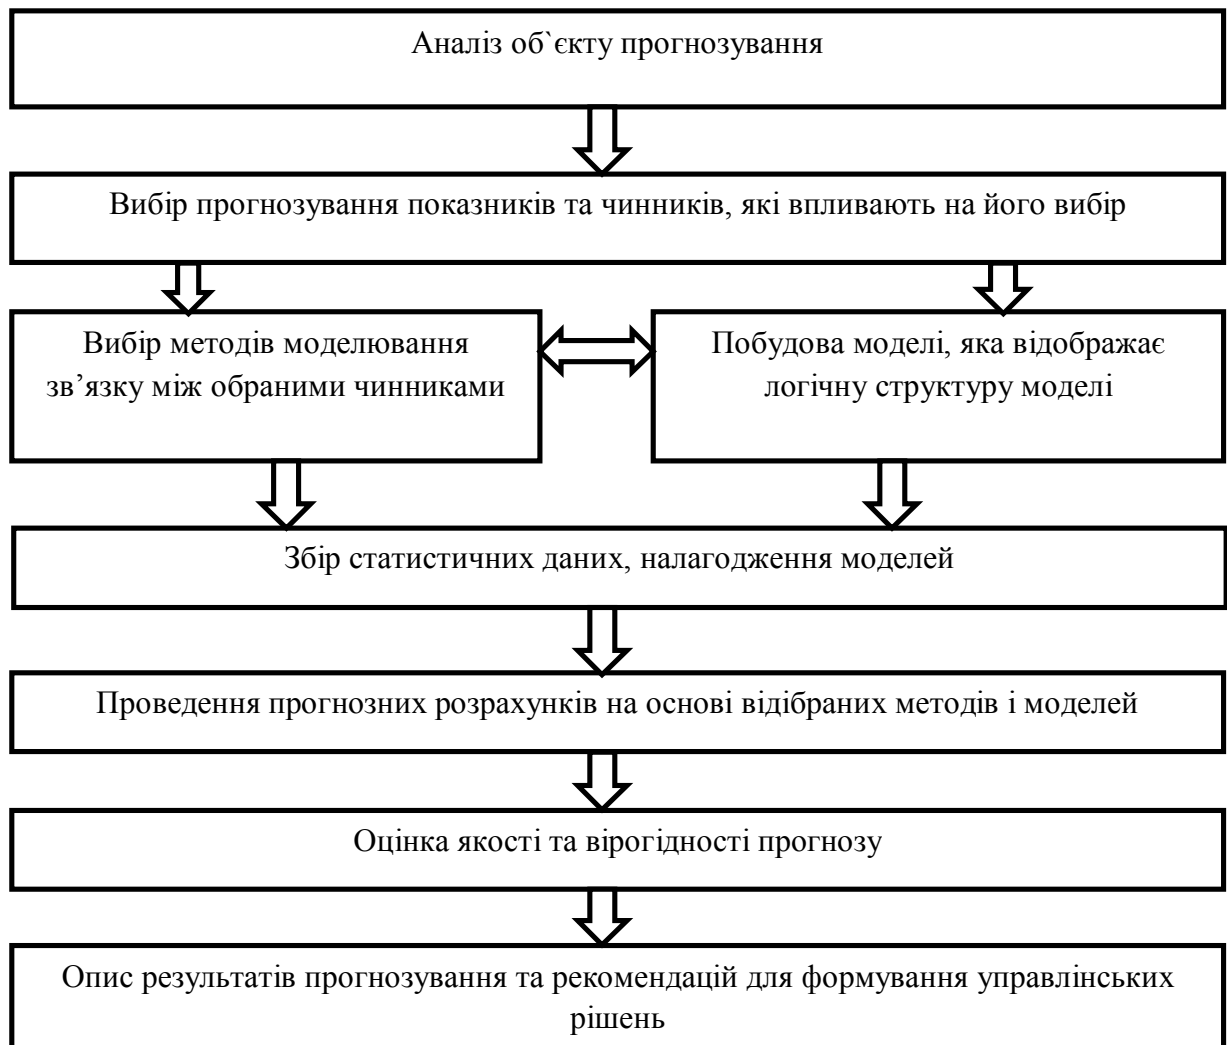 Аналіз об`єкту прогнозування
Вибір прогнозування показників та чинників, які впливають на його вибір
Вибір методів моделювання
зв’язку між обраними чинниками
Побудова моделі, яка відображає
логічну структуру моделі
Збір статистичних даних, налагодження моделей
Проведення прогнозних розрахунків на основі відібраних методів і моделей
Оцінка якості та вірогідності прогнозу
Опис результатів прогнозування та рекомендацій для формування управлінських
рішень